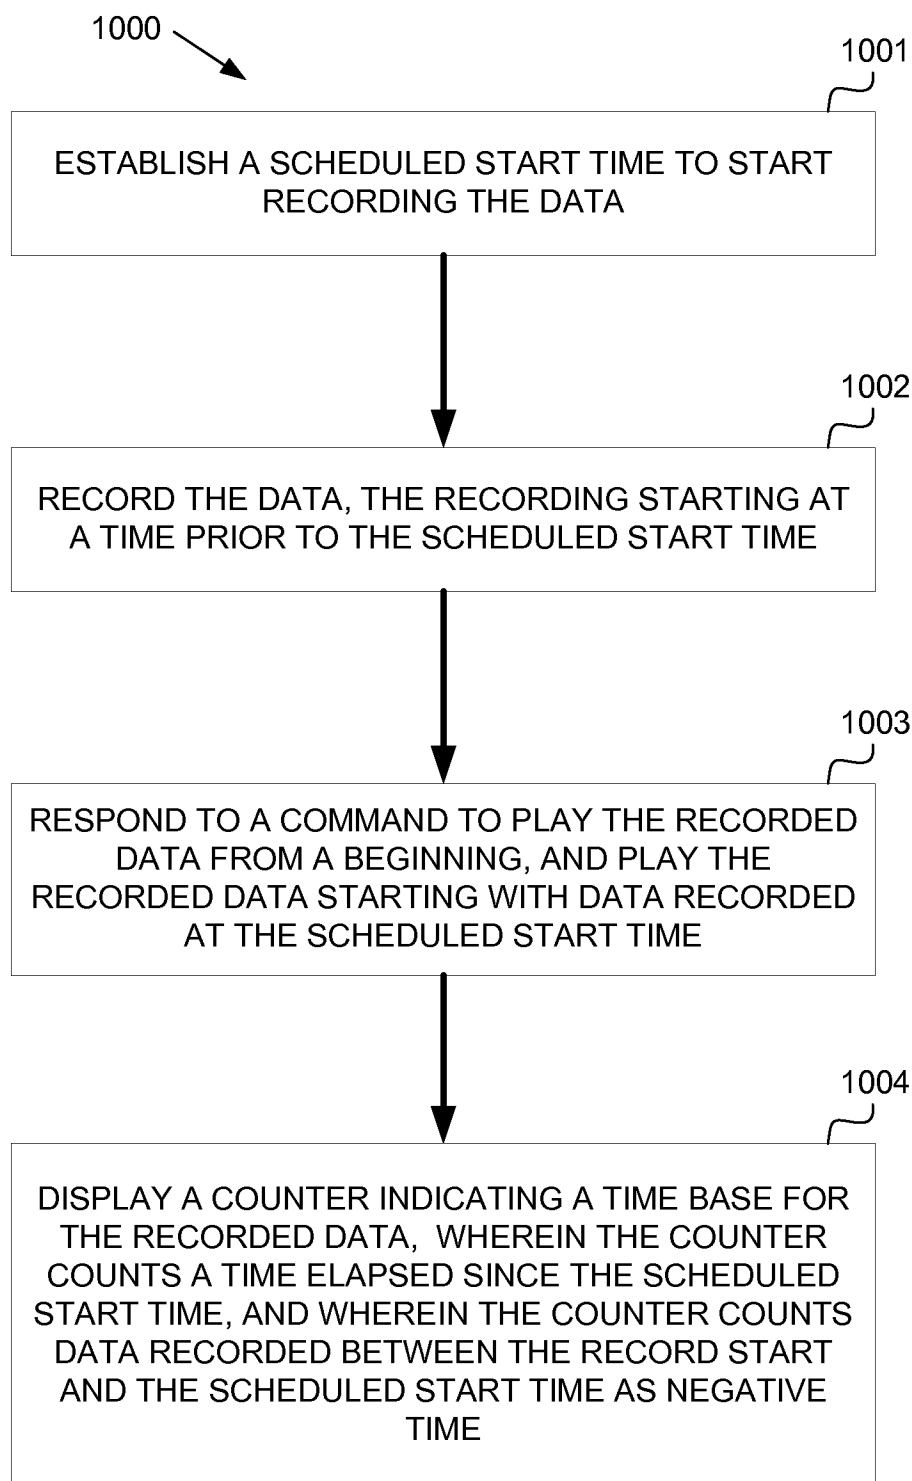 1000
1001
ESTABLISH A SCHEDULED START TIME TO START
RECORDING THE DATA
1002
RECORD THE DATA, THE RECORDING STARTING AT
A TIME PRIOR TO THE SCHEDULED START TIME
1003
RESPOND TO A COMMAND TO PLAY THE RECORDED
DATA FROM A BEGINNING, AND PLAY THE
RECORDED DATA STARTING WITH DATA RECORDED
AT THE SCHEDULED START TIME
1004
DISPLAY A COUNTER INDICATING A TIME BASE FOR
THE RECORDED DATA, WHEREIN THE COUNTER
COUNTS A TIME ELAPSED SINCE THE SCHEDULED
START TIME, AND WHEREIN THE COUNTER COUNTS
DATA RECORDED BETWEEN THE RECORD START
AND THE SCHEDULED START TIME AS NEGATIVE
TIME